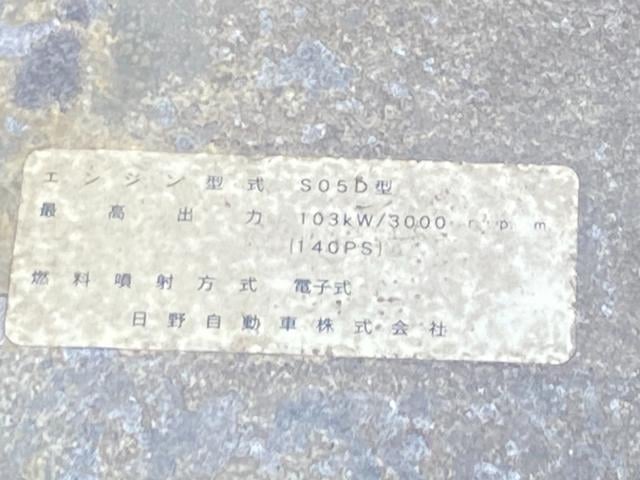 エンジン型式 S05D型
最高出力 103kW/3000 r.p.m
(140PS)
燃料噴射方式 電子式
日野自動車株式会社